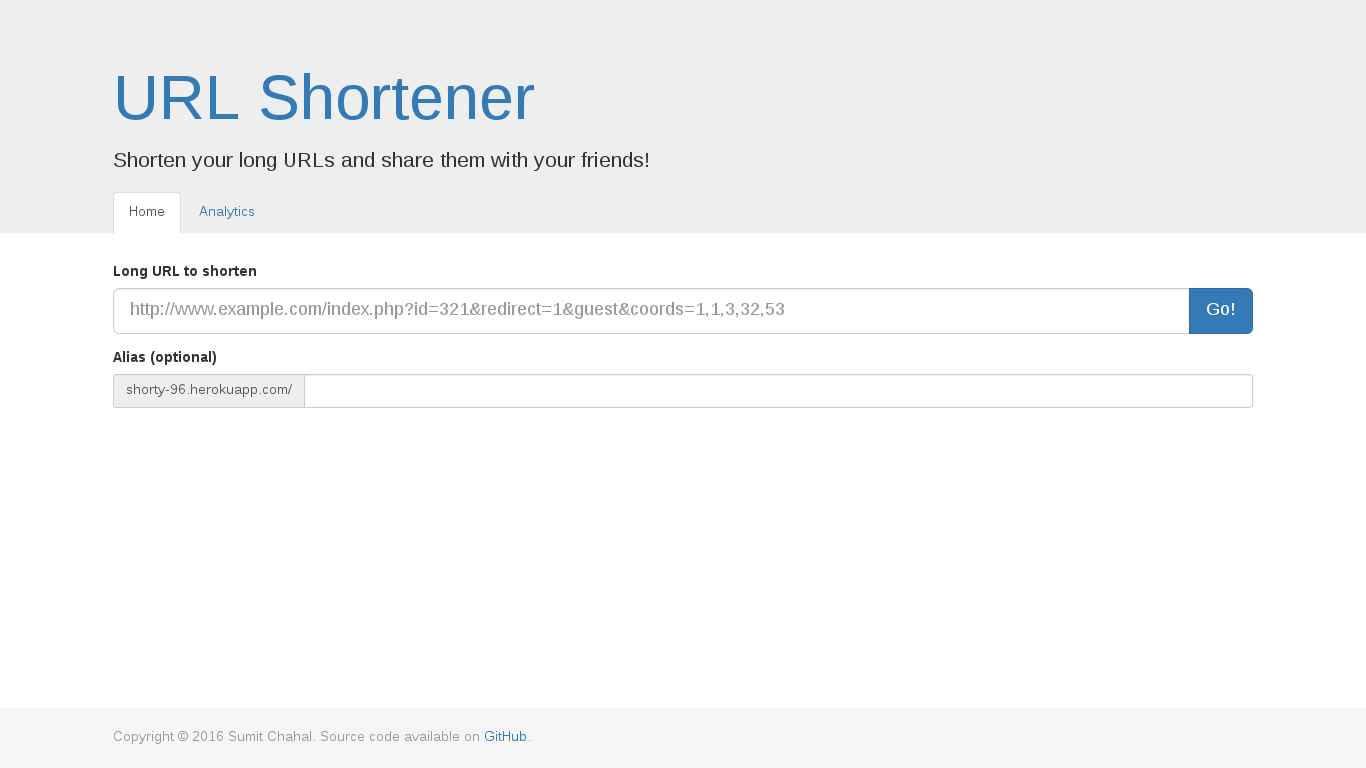 URL Shortener
Shorten your long URLs and share them with your friends!
Home Analytics
Long URL to shorten
http://www.example.com/index.php?id=321&redirect=1&guest&coords=1,1,3,32,53 Go!
Alias (optional)
shorty-96.herokuapp.com/
Copyright © 2016 Sumit Chahal. Source code available on GitHub.